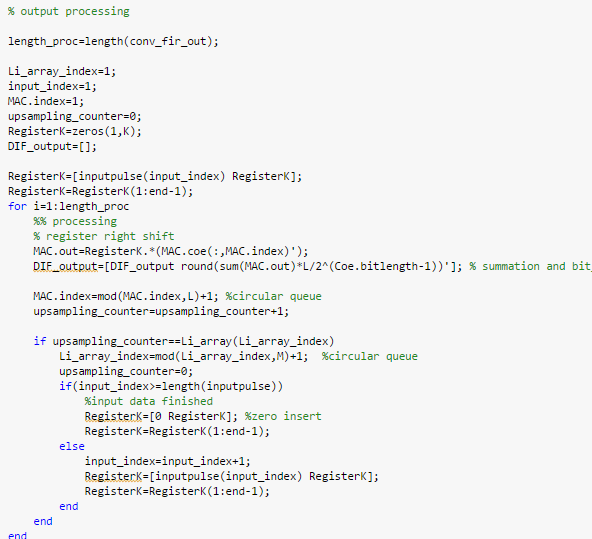 % output processing
length_proc=length(conv_fir_out);
Li_array_index=1;
input_index=1;
MAC.index=1;
upsampling_counter=0;
RegisterK=zeros(1,K);
DIF_output=[];
RegisterK=[inputpulse(input_index) RegisterK];
RegisterK=RegisterK(1:end-1);
for i=1:length_proc
%% processing
% register right shift
MAC.out=RegisterK.*(MAC.coe(:,MAC.index)');
DIF_output=[DIF_output round(sum(MAC.out)*L/2^(Coe.bitlength-1))']; % summation and bit
MAC.index=mod(MAC.index,L)+1; %circular queue
upsampling_counter=upsampling_counter+1;
if upsampling_counter==Li_array(Li_array_index)
Li_array_index=mod(Li_array_index,M)+1;  %circular queue
upsampling_counter=0;
if(input_index>=length(inputpulse))
%input data finished
RegisterK=[0 RegisterK]; %zero insert
RegisterK=RegisterK(1:end-1);
else
input_index=input_index+1;
RegisterK=[inputpulse(input_index) RegisterK];
RegisterK=RegisterK(1:end-1);
end
end
end